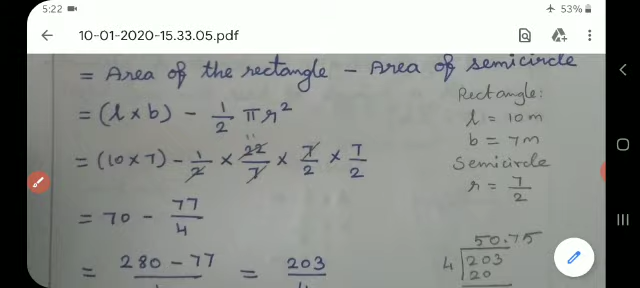 5:22 53%
10-01-2020-15.33.05.pdf
= Area of the rectangle - Area of semicircle
= (l × b) - 1/2 π r²
= (10 × 7) - 1/2 × 22/7 × 7/2 × 7/2
= 70 - 77/4
= 280 - 77 = 203
Rectangle:
l = 10 m
b = 7 m
Semicircle
r = 7/2
50.75
4 203
20